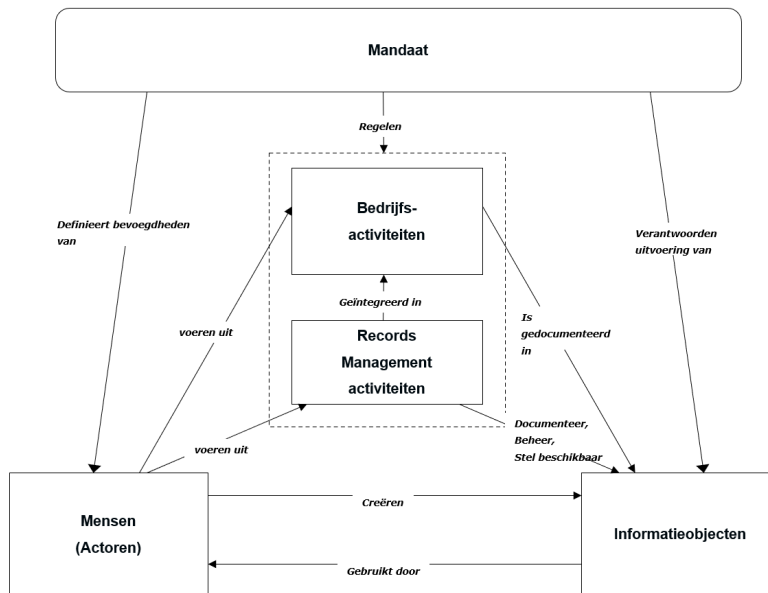 Mandaat
Regelen
Bedrijfs-
activiteiten
Definieert bevoegdheden
van
Verantwoorden
uitvoering van
Geïntegreerd in
voeren uit
Is
gedocumenteerd
in
Records
Management
activiteiten
Documenteer,
Beheer,
Stel beschikbaar
voeren uit
Mensen
(Actoren)
Creëren
Informatieobjecten
Gebruikt door